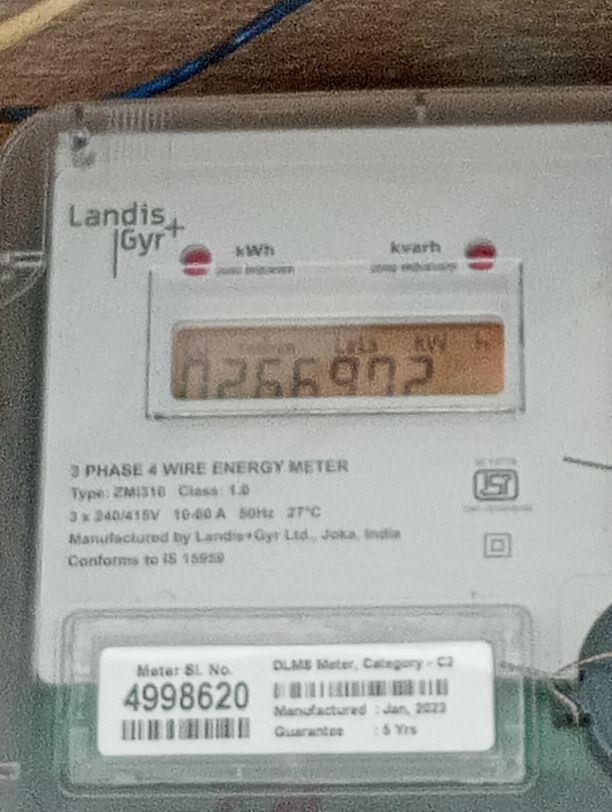 Landis
Gyr+
kWh
kvarh
kW h
0266972
3 PHASE 4 WIRE ENERGY METER
Type: ZMI310 Class: 1.0
3 x 240/415V 10-60 A 50Hz 27°C
Manufactured by Landis+Gyr Ltd., Joka, India
Conforms to IS 15959
Meter Sl. No.
4998620
DLMS Meter, Category - C2
Manufactured : Jan, 2023
Guarantee : 5 Yrs